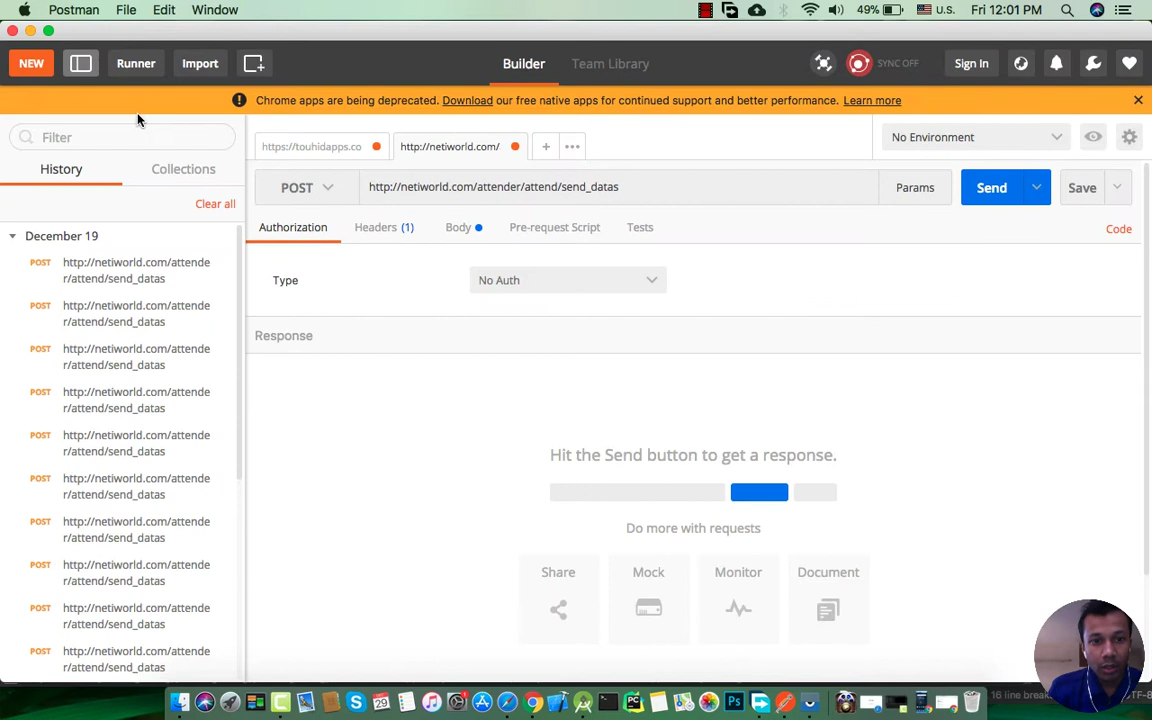 Postman File Edit Window 49% U.S. Fri 12:01 PM
NEW Runner Import Builder Team Library SYNC OFF Sign In
Chrome apps are being deprecated. Download our free native apps for continued support and better performance. Learn more
Filter
History Collections
Clear all
December 19
POST http://netiworld.com/attende
r/attend/send_datas
POST http://netiworld.com/attende
r/attend/send_datas
POST http://netiworld.com/attende
r/attend/send_datas
POST http://netiworld.com/attende
r/attend/send_datas
POST http://netiworld.com/attende
r/attend/send_datas
POST http://netiworld.com/attende
r/attend/send_datas
POST http://netiworld.com/attende
r/attend/send_datas
POST http://netiworld.com/attende
r/attend/send_datas
POST http://netiworld.com/attende
r/attend/send_datas
POST http://netiworld.com/attende
r/attend/send_datas
https://touhidapps.co http://netiworld.com/ No Environment
POST http://netiworld.com/attender/attend/send_datas Params Send Save
Authorization Headers (1) Body Pre-request Script Tests Code
Type No Auth
Response
Hit the Send button to get a response.
Do more with requests
Share Mock Monitor Document
16 line break